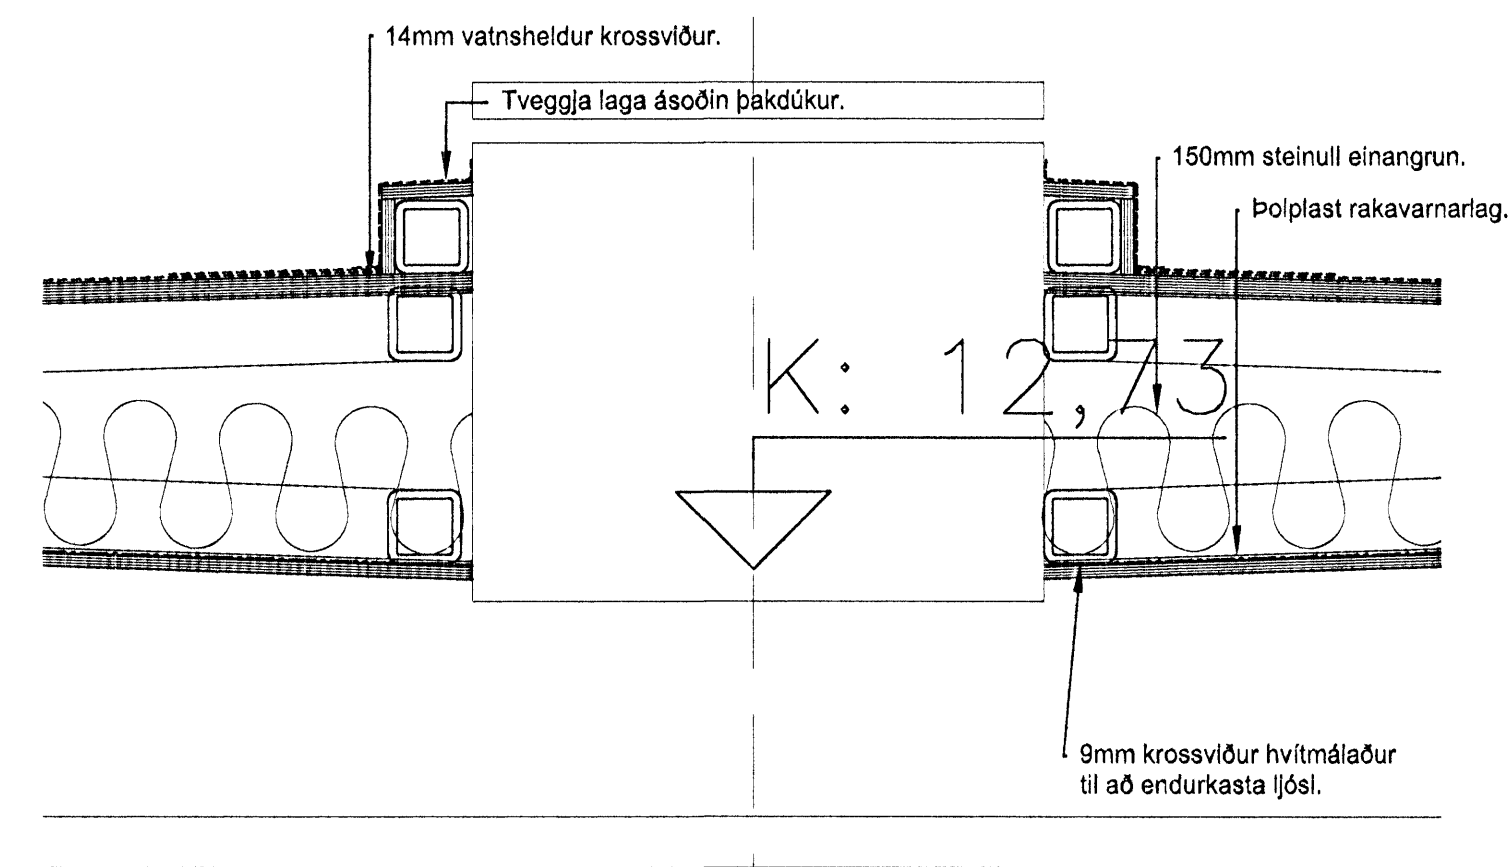 14mm vatnsheldur krossviður.
Tveggja laga ásoðin þakdúkur.
150mm steinull einangrun.
Þolplast rakavarnarlag.
K: 12,73
9mm krossviður hvítmálaður
til að endurkasta ljósi.